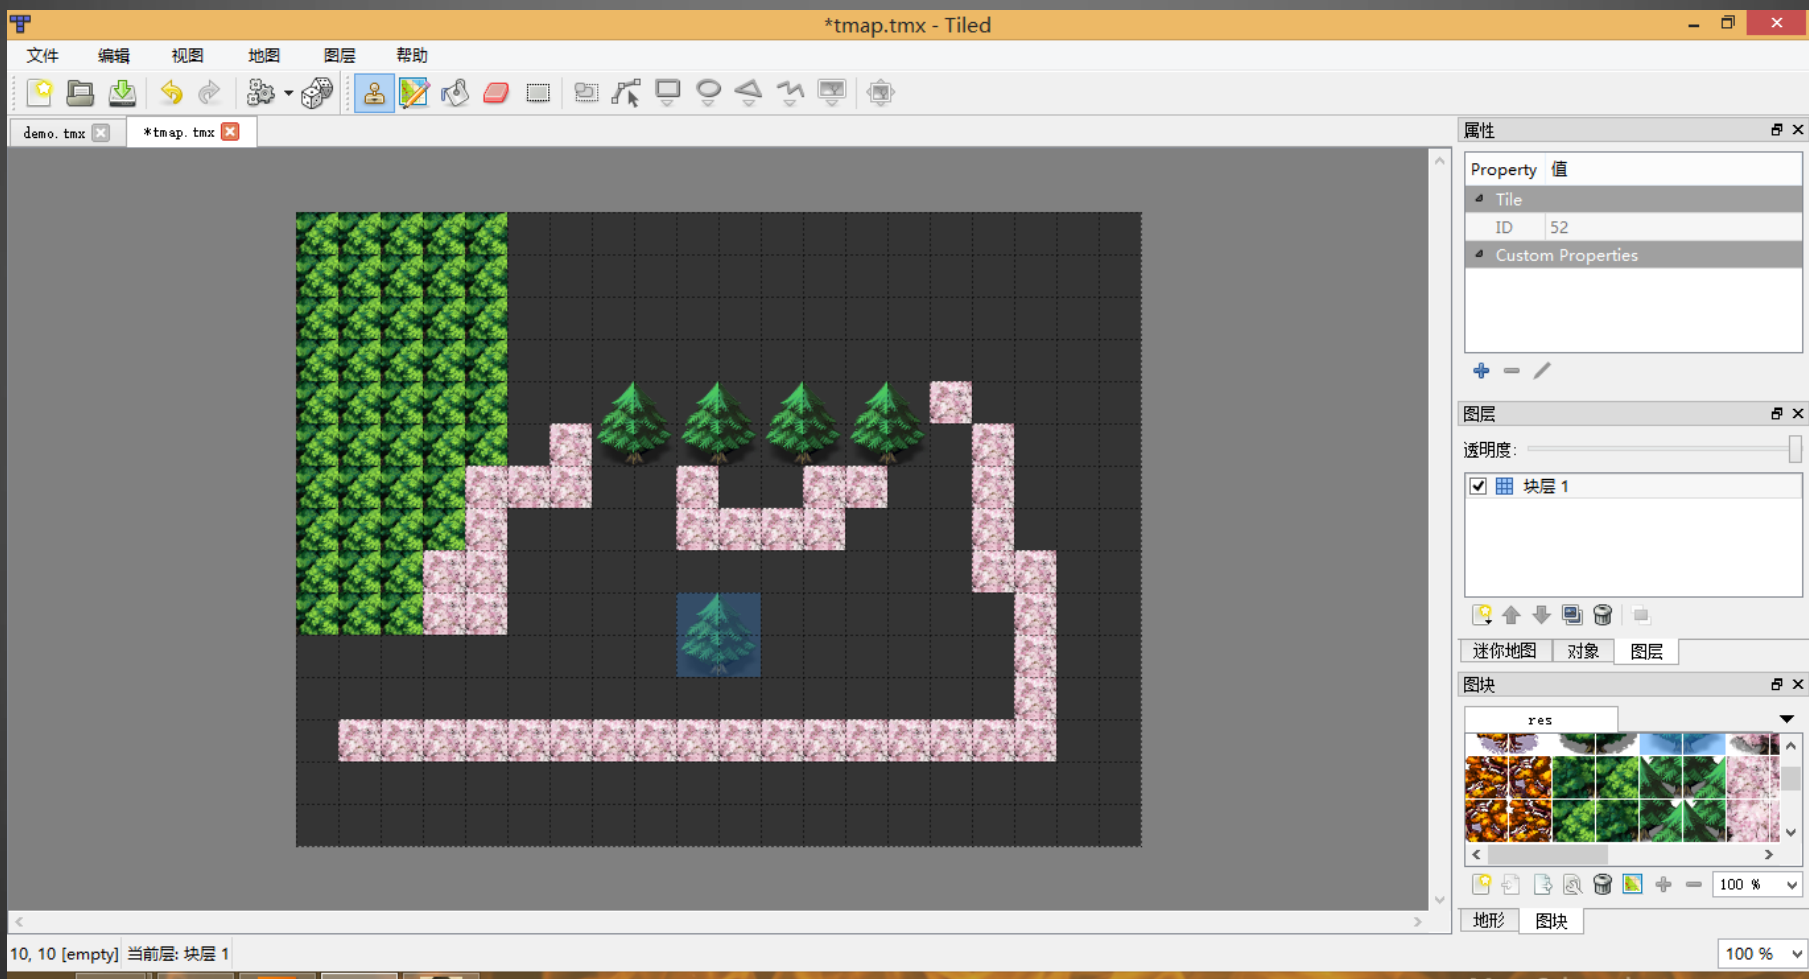 *tmap.tmx - Tiled
文件 编辑 视图 地图 图层 帮助
demo.tmx *tmap.tmx
属性
Property 值
Tile
ID 52
Custom Properties
图层
透明度:
块层 1
迷你地图 对象 图层
图块
res
100 %
地形 图块
10, 10 [empty] 当前层: 块层 1
100 %